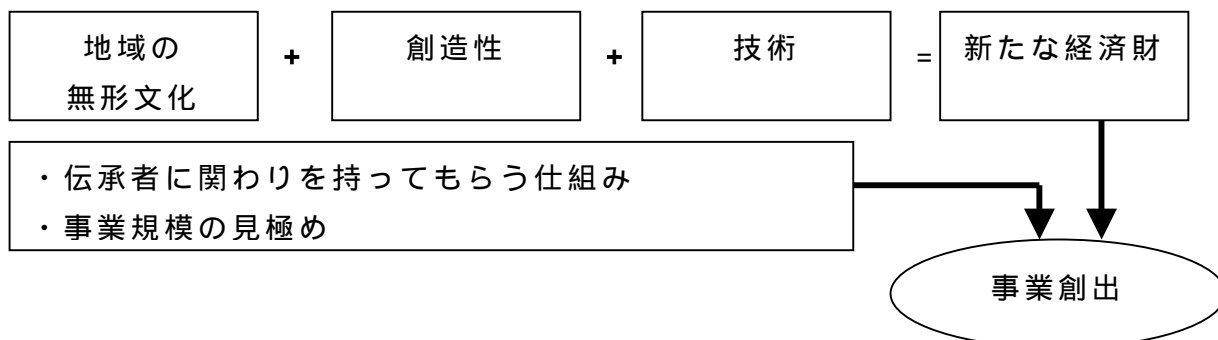 地域の
無形文化
+
創造性
+
技術
=
新たな経済財
・伝承者に関わりを持ってもらう仕組み
・事業規模の見極め
事業創出